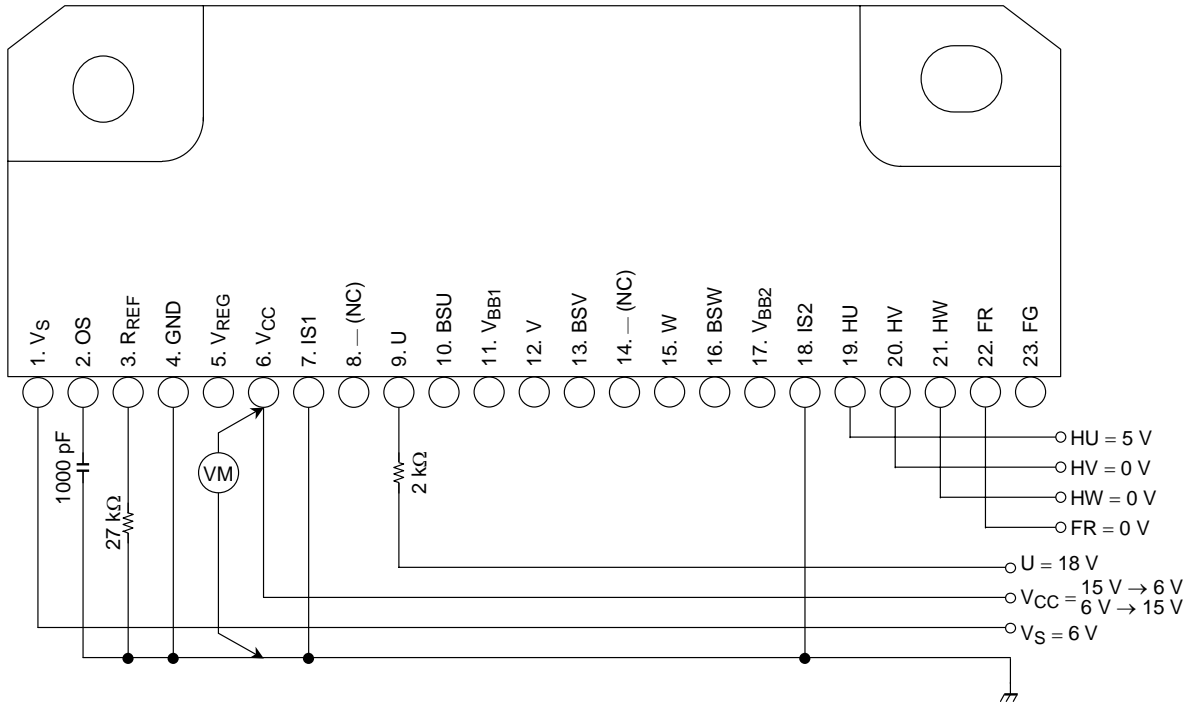 1. VS
2. OS
3. RREF
4. GND
5. VREG
6. VCC
7. IS1
8. — (NC)
9. U
10. BSU
11. VBB1
12. V
13. BSV
14. — (NC)
15. W
16. BSW
17. VBB2
18. IS2
19. HU
20. HV
21. HW
22. FR
23. FG
1000 pF
27 kΩ
VM
2 kΩ
HU = 5 V
HV = 0 V
HW = 0 V
FR = 0 V
U = 18 V
VCC = 15 V → 6 V
6 V → 15 V
VS = 6 V